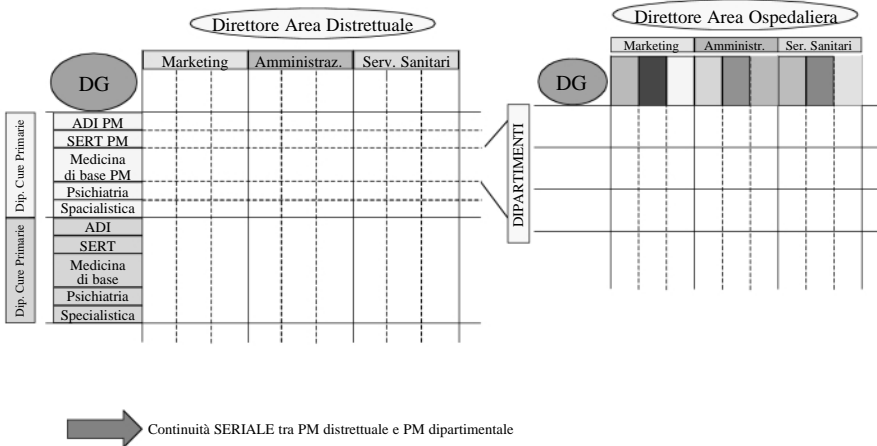 Direttore Area Distrettuale
Marketing
Amministraz.
Serv. Sanitari
DG
Dip. Cure Primarie
ADI PM
SERT PM
Medicina
di base PM
Psichiatria
Spacialistica
Dip. Cure Primarie
ADI
SERT
Medicina
di base
Psichiatria
Specialistica
Direttore Area Ospedaliera
Marketing
Amministr.
Ser. Sanitari
DG
DIPARTIMENTI
Continuità SERIALE tra PM distrettuale e PM dipartimentale